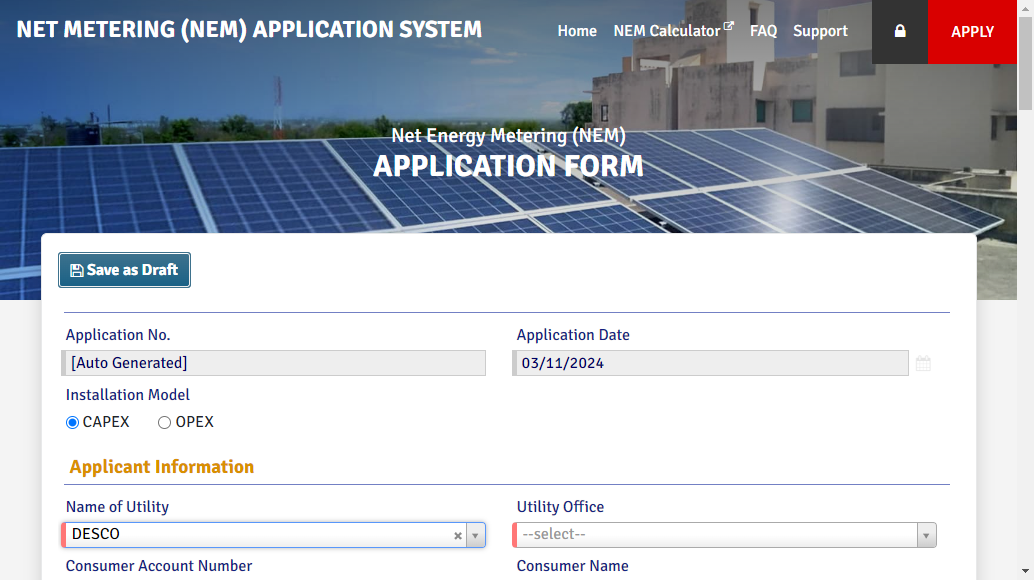 NET METERING (NEM) APPLICATION SYSTEM
Home NEM Calculator FAQ Support APPLY
Net Energy Metering (NEM)
APPLICATION FORM
Save as Draft
Application No. Application Date
[Auto Generated] 03/11/2024
Installation Model
CAPEX OPEX
Applicant Information
Name of Utility Utility Office
DESCO --select--
Consumer Account Number Consumer Name